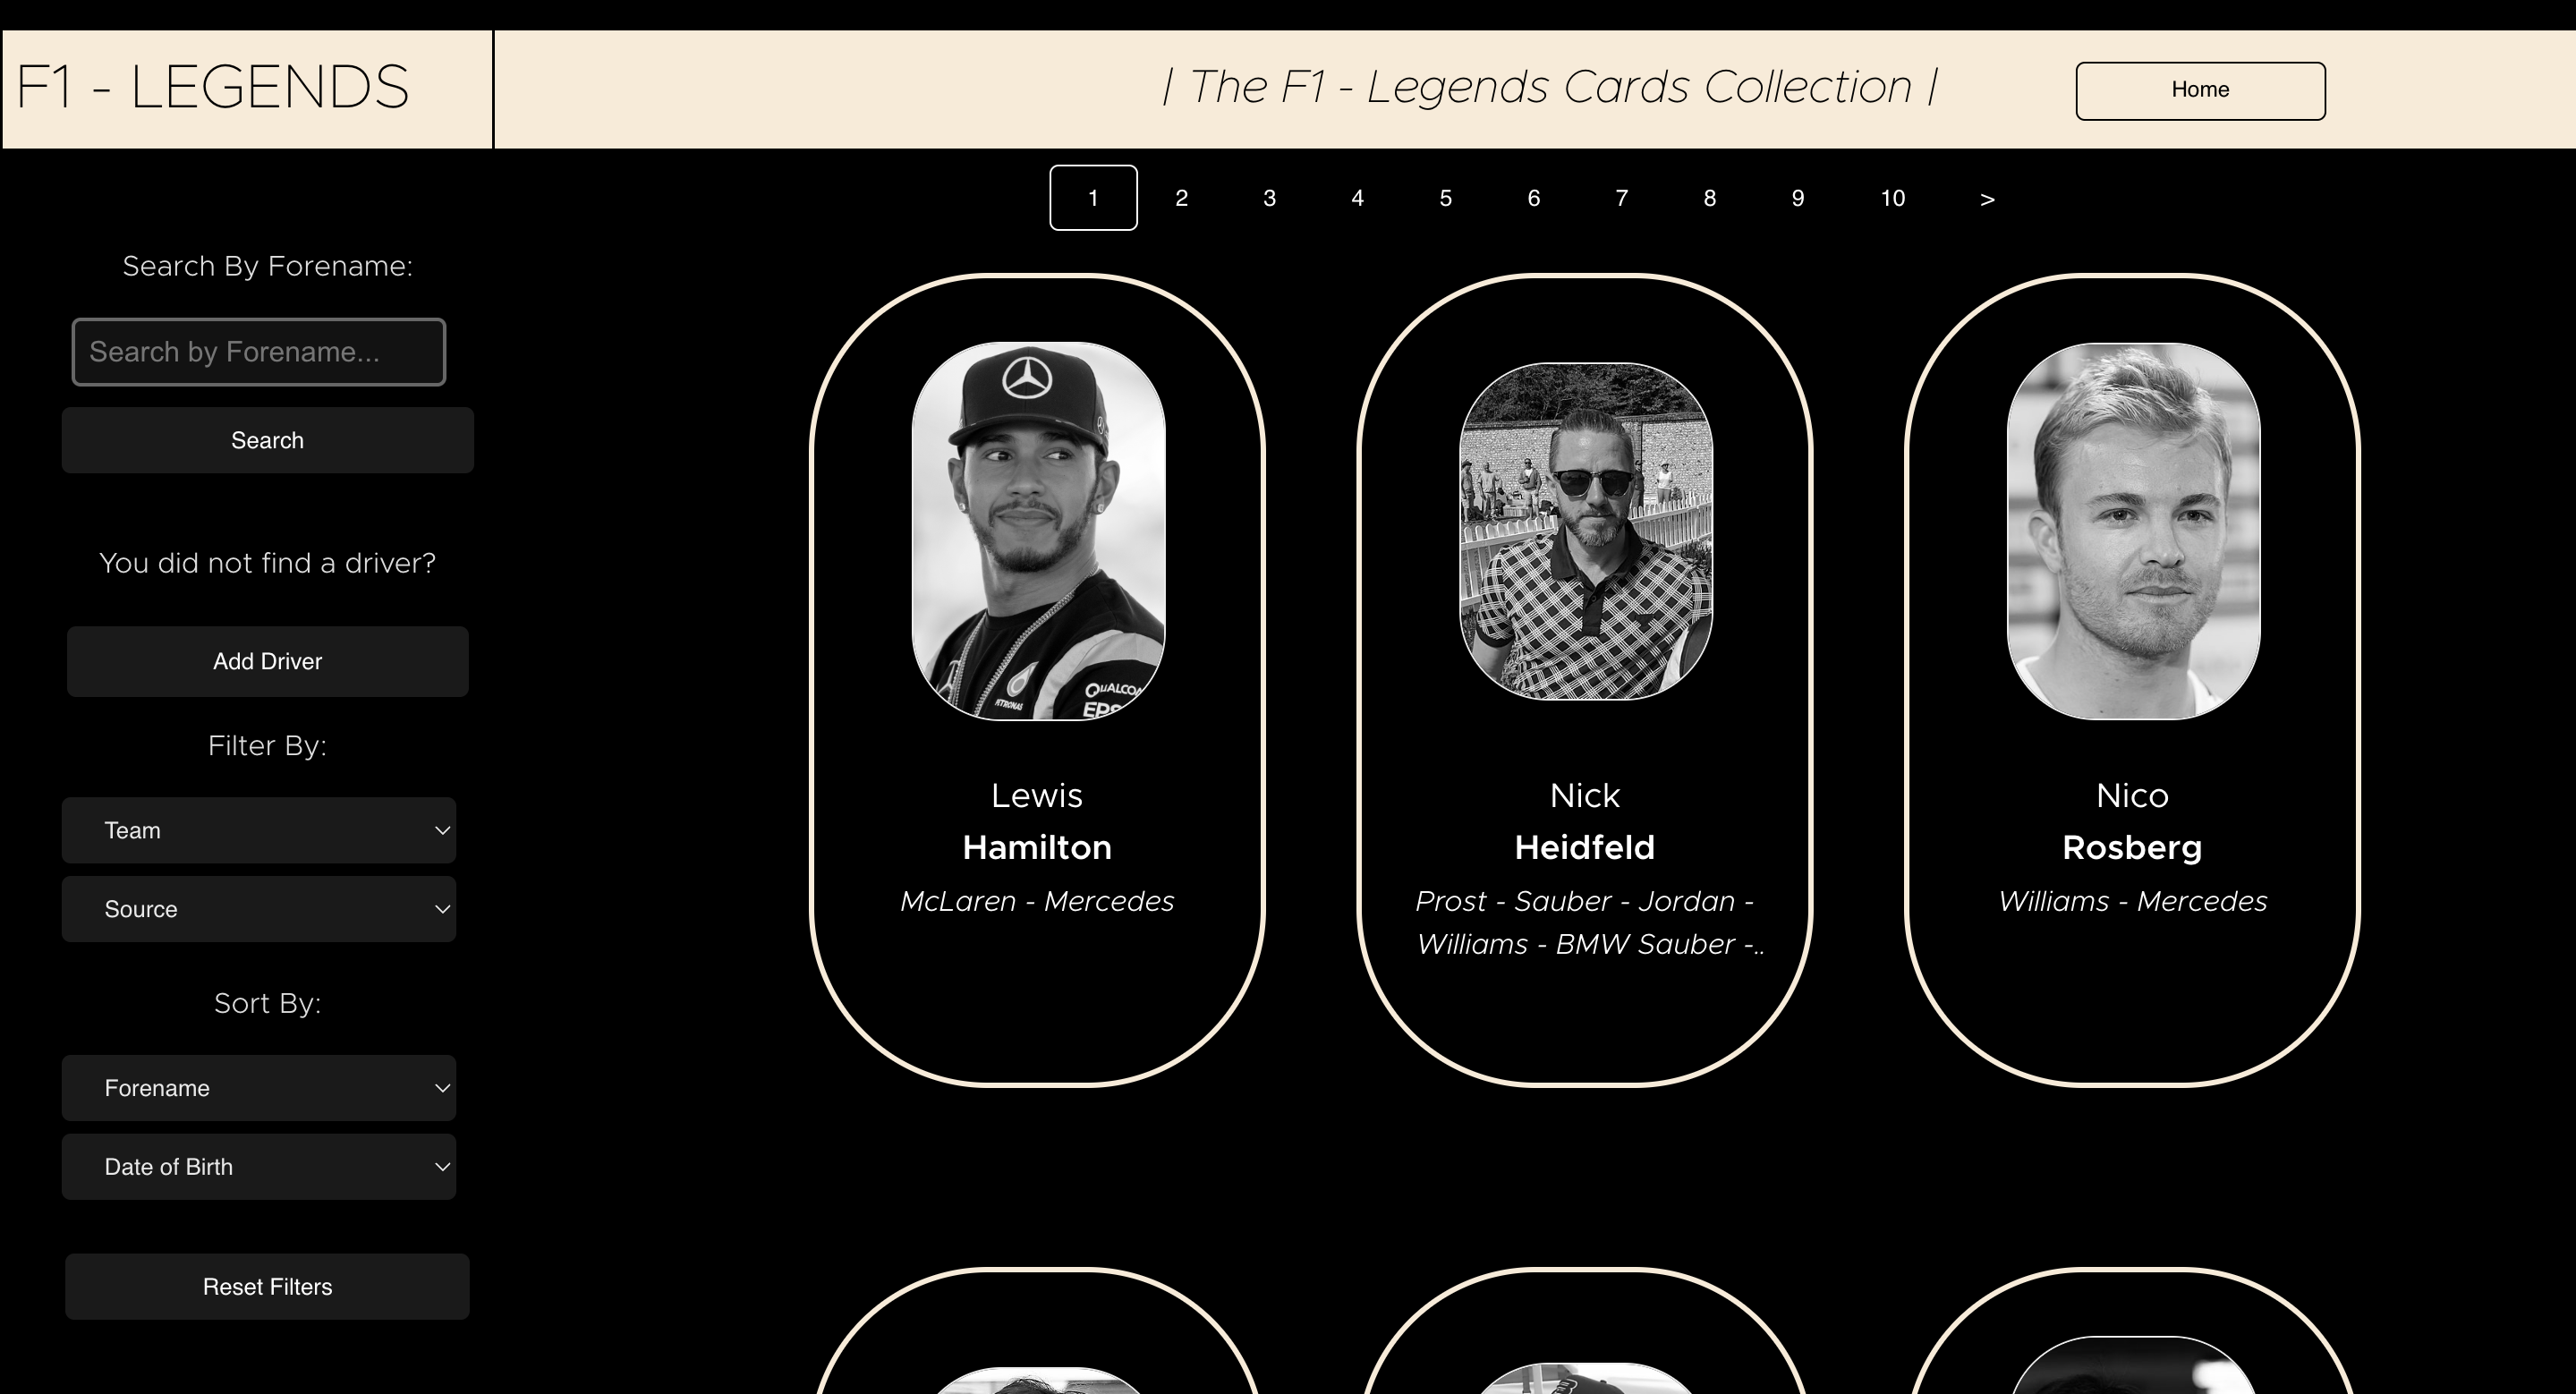 F1 - LEGENDS
| The F1 - Legends Cards Collection |
Home
1 2 3 4 5 6 7 8 9 10 >
Search By Forename:
Search by Forename...
Search
You did not find a driver?
Add Driver
Filter By:
Team
Source
Sort By:
Forename
Date of Birth
Reset Filters
PETRONAS
QUALCO
EPS
Lewis
Hamilton
McLaren - Mercedes
Nick
Heidfeld
Prost - Sauber - Jordan -
Williams - BMW Sauber -..
Nico
Rosberg
Williams - Mercedes